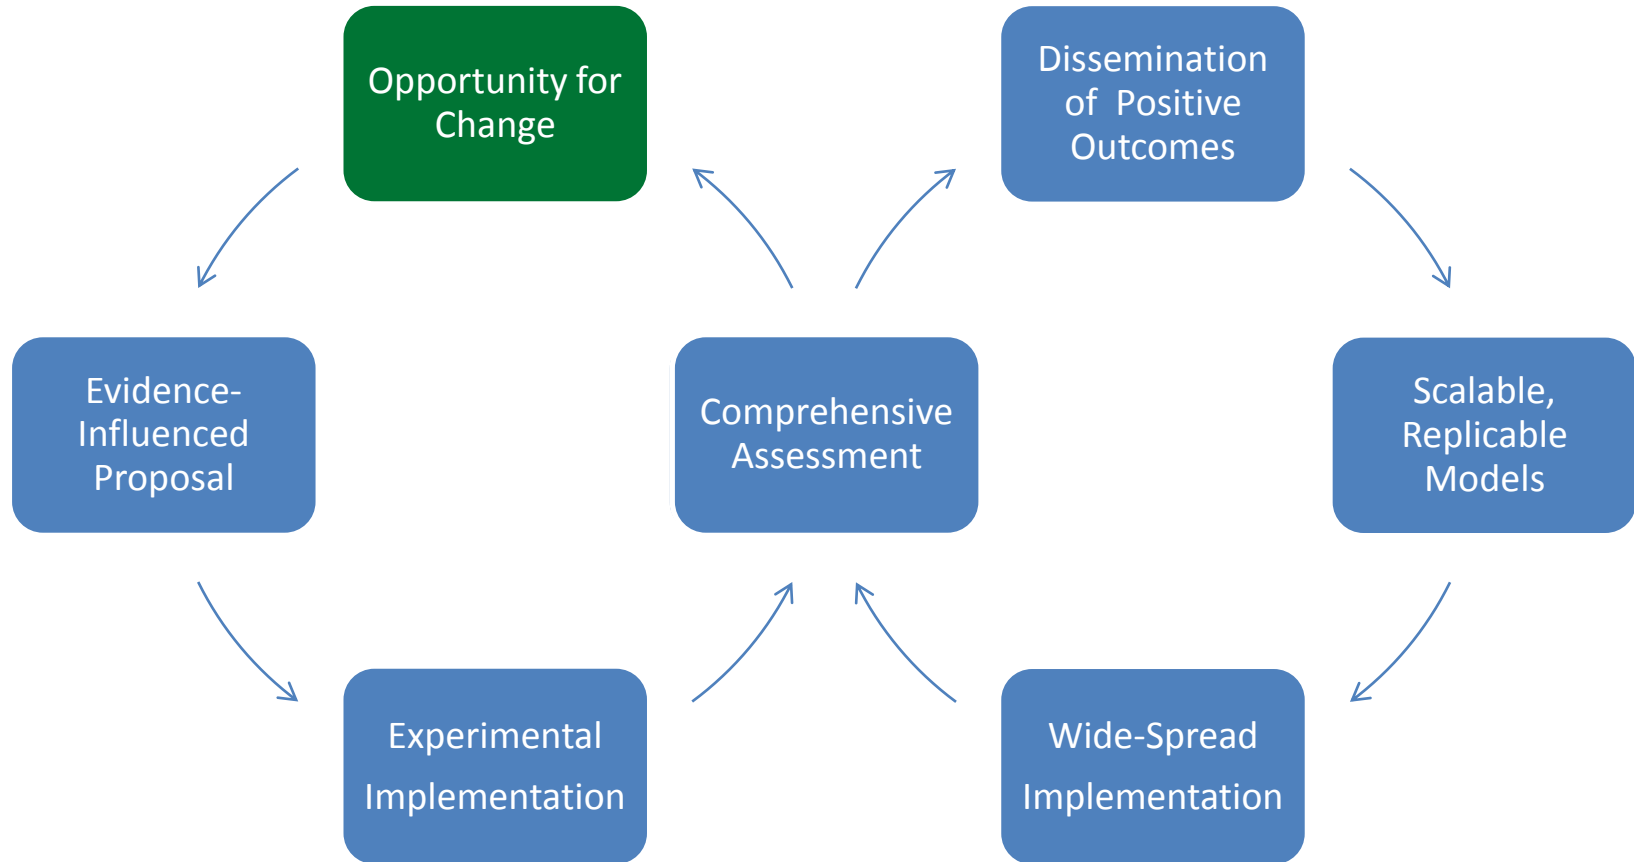 Opportunity for
Change
Dissemination
of  Positive
Outcomes
Evidence-
Influenced
Proposal
Comprehensive
Assessment
Scalable,
Replicable
Models
Experimental
Implementation
Wide-Spread
Implementation